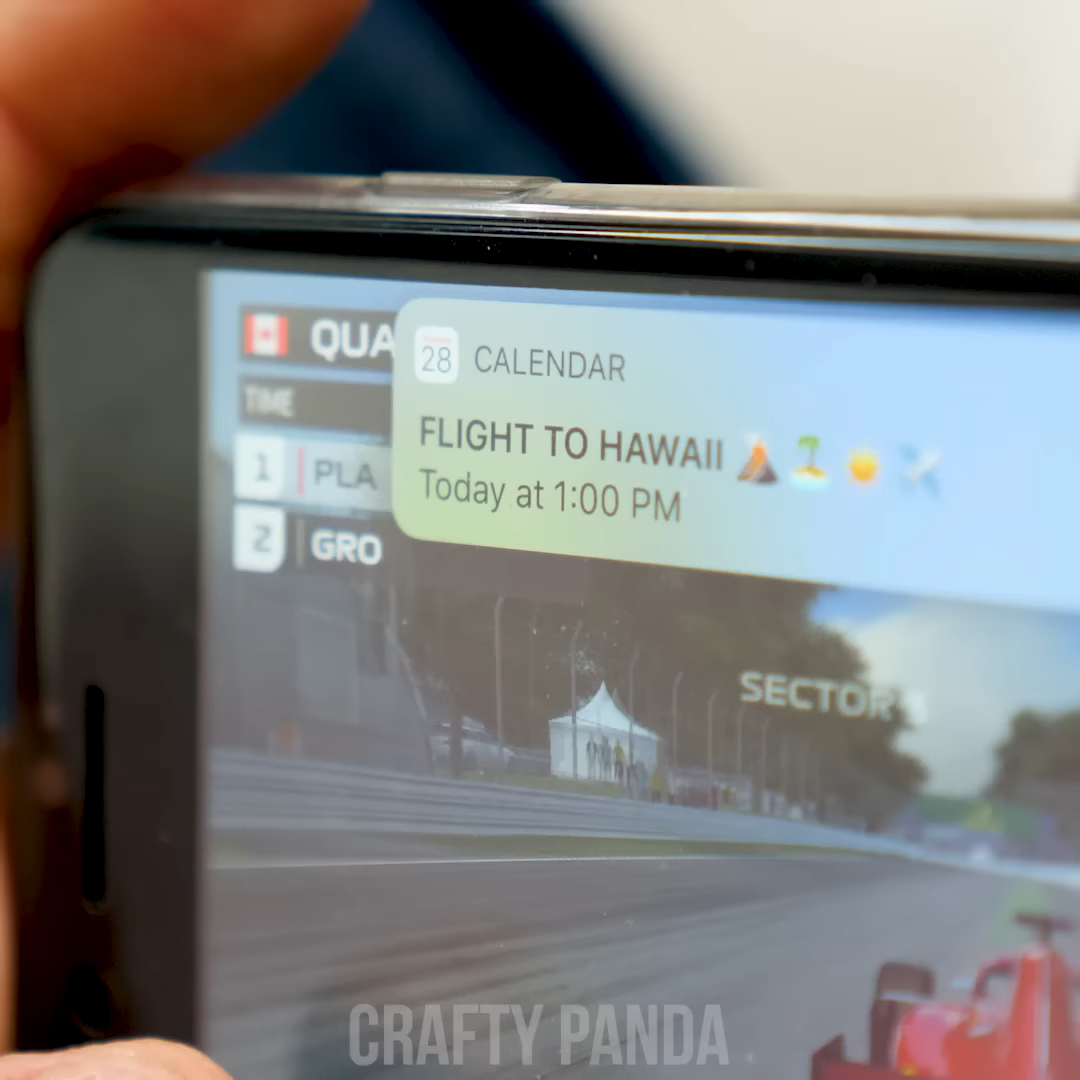 QUA
28 CALENDAR
TIME
FLIGHT TO HAWAII 🌋 🏝️ ☀️ ✈️
Today at 1:00 PM
1 PLA
2 GRO
SECTOR
CRAFTY PANDA